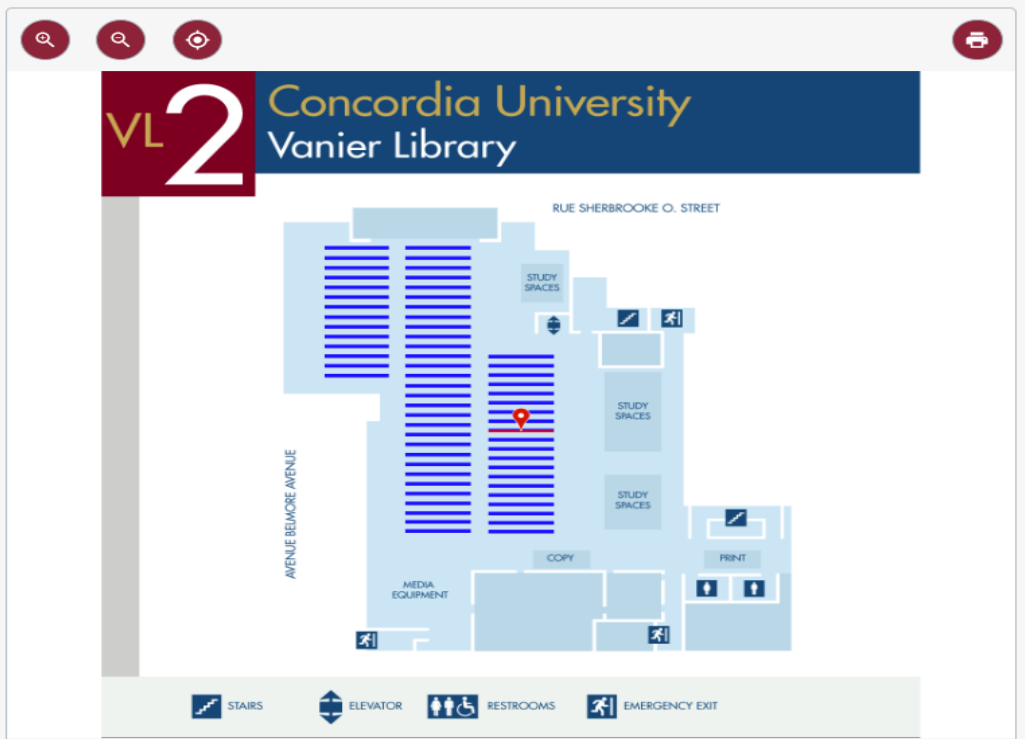 VL 2
Concordia University
Vanier Library
RUE SHERBROOKE O. STREET
STUDY
SPACES
STUDY
SPACES
AVENUE BELMORE AVENUE
STUDY
SPACES
COPY
PRINT
MEDIA
EQUIPMENT
STAIRS
ELEVATOR
RESTROOMS
EMERGENCY EXIT